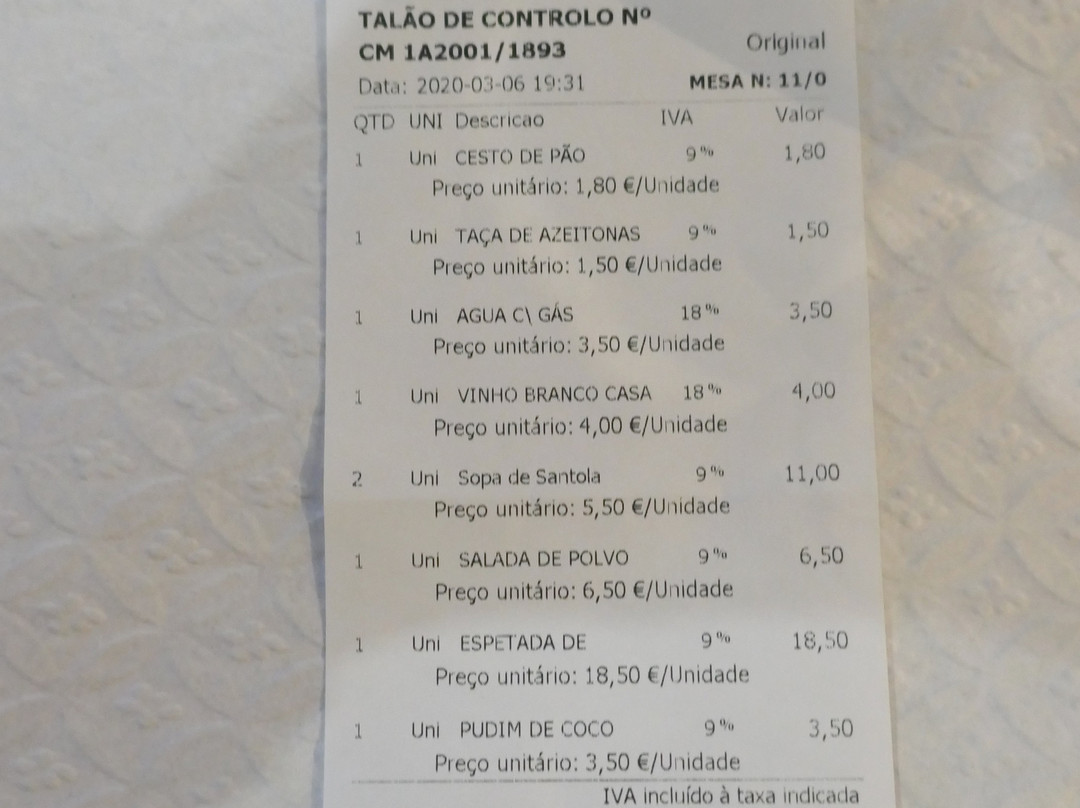 TALÃO DE CONTROLO Nº
CM 1A2001/1893 Original
Data: 2020-03-06 19:31 MESA N: 11/0
QTD UNI Descricao IVA Valor
1 Uni CESTO DE PÃO 9% 1,80
Preço unitário: 1,80 €/Unidade
1 Uni TAÇA DE AZEITONAS 9% 1,50
Preço unitário: 1,50 €/Unidade
1 Uni AGUA C\ GÁS 18% 3,50
Preço unitário: 3,50 €/Unidade
1 Uni VINHO BRANCO CASA 18% 4,00
Preço unitário: 4,00 €/Unidade
2 Uni Sopa de Santola 9% 11,00
Preço unitário: 5,50 €/Unidade
1 Uni SALADA DE POLVO 9% 6,50
Preço unitário: 6,50 €/Unidade
1 Uni ESPETADA DE 9% 18,50
Preço unitário: 18,50 €/Unidade
1 Uni PUDIM DE COCO 9% 3,50
Preço unitário: 3,50 €/Unidade
IVA incluído à taxa indicada